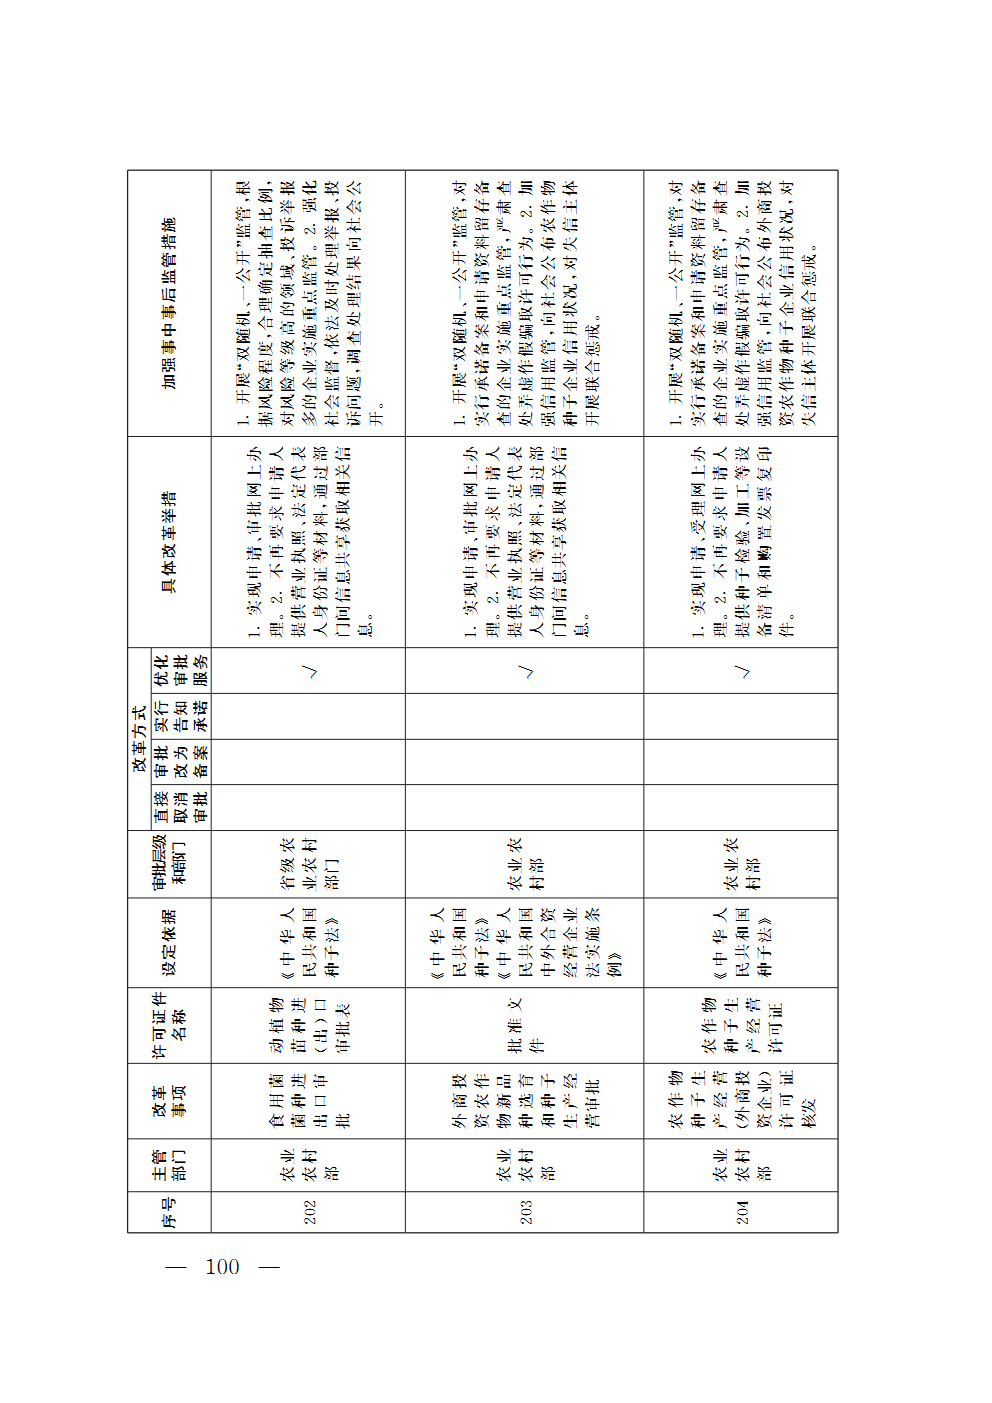 序号
主管
部门
改革
事项
许可证件
名称
设定依据
审批层级
和部门
改革方式
直接
取消
审批
审批
改为
备案
实行
告知
承诺
优化
审批
服务
具体改革举措
加强事中事后监管措施
202
农业
农村
部
食用菌
菌种进
出口审
批
动植物
苗种进
(出)口
审批表
《中华人
民共和国
种子法》
省级农
业农村
部门
√
1. 实现申请、审批网上办
理。2. 不再要求申请人
提供营业执照、法定代表
人身份证等材料,通过部
门间信息共享获取相关信
息。
1. 开展“双随机、一公开”监管,根
据风险程度,合理确定抽查比例,
对风险等级高的领域、投诉举报
多的企业实施重点监管。2. 强化
社会监督,依法及时处理举报、投
诉问题,调查处理结果向社会公
开。
203
农业
农村
部
外商投
资农作
物新品
种选育
和种子
生产经
营审批
批准文
件
《中华人
民共和国
种子法》
《中华人
民共和国
中外合资
经营企业
法实施条
例》
农业农
村部
√
1. 实现申请、审批网上办
理。2. 不再要求申请人
提供营业执照、法定代表
人身份证等材料,通过部
门间信息共享获取相关信
息。
1. 开展“双随机、一公开”监管,对
实行承诺备案和申请资料留存备
查的企业实施重点监管,严肃查
处弄虚作假骗取许可行为。2. 加
强信用监管,向社会公布农作物
种子企业信用状况,对失信主体
开展联合惩戒。
204
农业
农村
部
农作物
种子生
产经营
(外商投
资企业)
许可证
核发
农作物
种子生
产经营
许可证
《中华人
民共和国
种子法》
农业农
村部
√
1. 实现申请、受理网上办
理。2. 不再要求申请人
提供种子检验、加工等设
备清单和购置发票复印
件。
1. 开展“双随机、一公开”监管,对
实行承诺备案和申请资料留存备
查的企业实施重点监管,严肃查
处弄虚作假骗取许可行为。2. 加
强信用监管,向社会公布外商投
资农作物种子企业信用状况,对
失信主体开展联合惩戒。
— 100 —